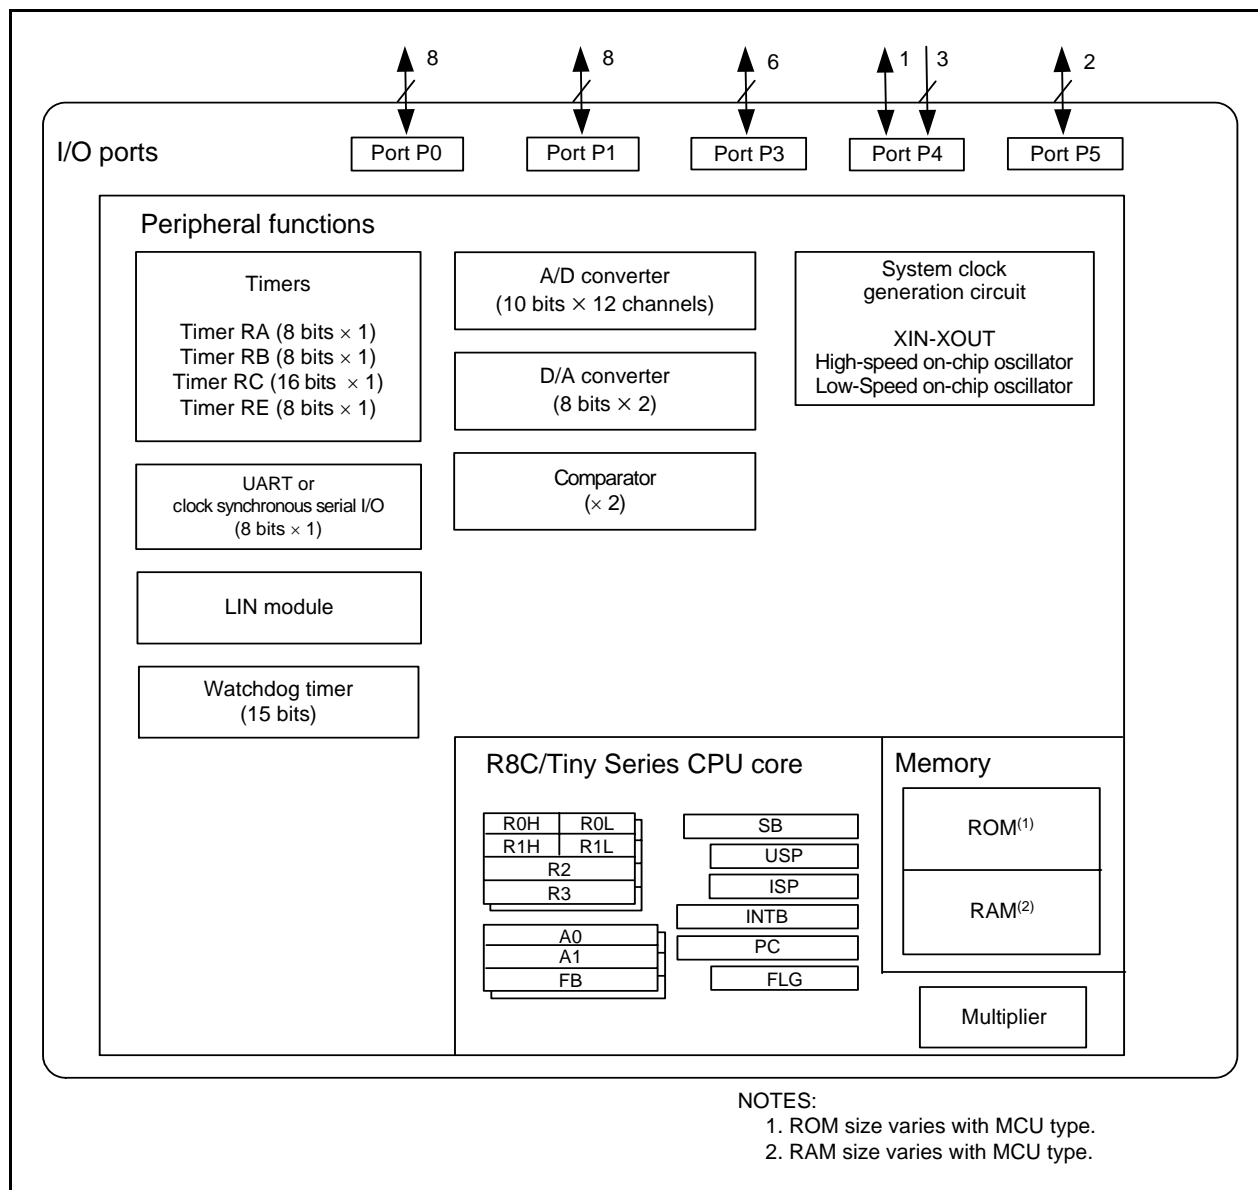 8
8
6
1
3
2
I/O ports
Port P0
Port P1
Port P3
Port P4
Port P5
Peripheral functions
Timers
Timer RA (8 bits × 1)
Timer RB (8 bits × 1)
Timer RC (16 bits × 1)
Timer RE (8 bits × 1)
UART or
clock synchronous serial I/O
(8 bits × 1)
LIN module
Watchdog timer
(15 bits)
A/D converter
(10 bits × 12 channels)
D/A converter
(8 bits × 2)
Comparator
(× 2)
System clock
generation circuit
XIN-XOUT
High-speed on-chip oscillator
Low-Speed on-chip oscillator
R8C/Tiny Series CPU core
R0H
R0L
R1H
R1L
R2
R3
A0
A1
FB
SB
USP
ISP
INTB
PC
FLG
Memory
ROM(1)
RAM(2)
Multiplier
NOTES:
1. ROM size varies with MCU type.
2. RAM size varies with MCU type.